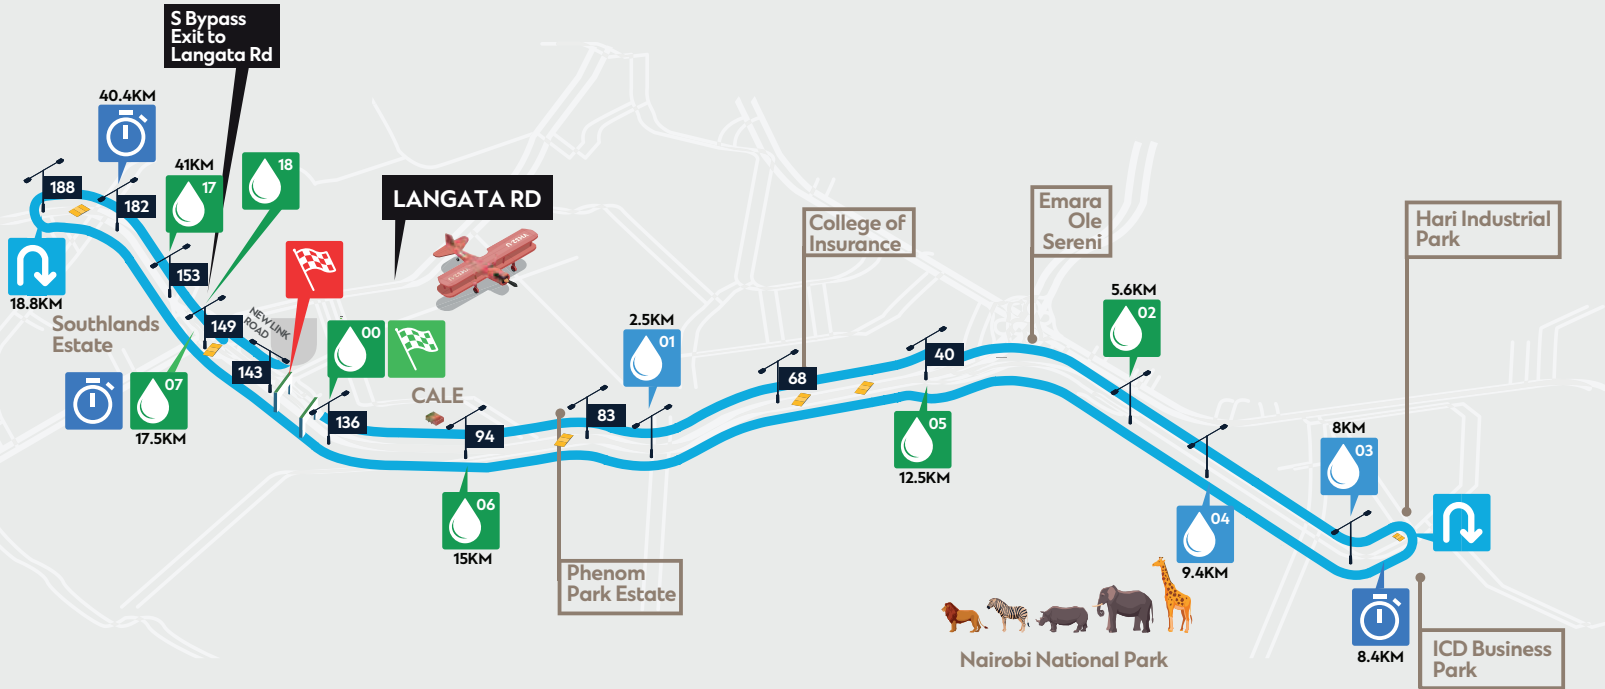 S Bypass
Exit to
Langata Rd
40.4KM
41KM
17
18
188
182
LANGATA RD
153
18.8KM
Southlands
Estate
149
NEW LINK
ROAD
143
07
17.5KM
00
136
CALE
94
06
15KM
83
Phenom
Park Estate
2.5KM
01
68
College of
Insurance
40
05
12.5KM
Emara
Ole
Sereni
5.6KM
02
04
9.4KM
8KM
03
8.4KM
Hari Industrial
Park
ICD Business
Park
Nairobi National Park